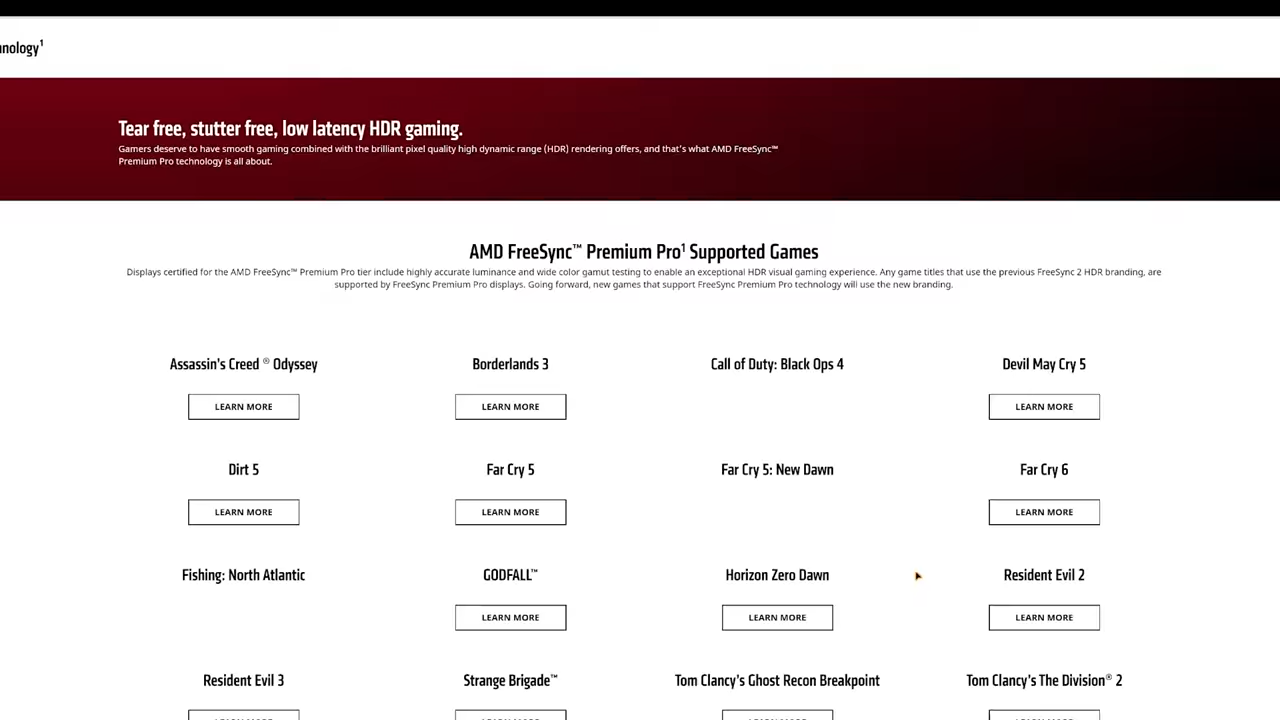 nology¹
Tear free, stutter free, low latency HDR gaming.
Gamers deserve to have smooth gaming combined with the brilliant pixel quality high dynamic range (HDR) rendering offers, and that's what AMD FreeSync™
Premium Pro technology is all about.
AMD FreeSync™ Premium Pro¹ Supported Games
Displays certified for the AMD FreeSync™ Premium Pro tier include highly accurate luminance and wide color gamut testing to enable an exceptional HDR visual gaming experience. Any game titles that use the previous FreeSync 2 HDR branding, are
supported by FreeSync Premium Pro displays. Going forward, new games that support FreeSync Premium Pro technology will use the new branding.
Assassin's Creed ® Odyssey Borderlands 3 Call of Duty: Black Ops 4 Devil May Cry 5
LEARN MORE LEARN MORE LEARN MORE
Dirt 5 Far Cry 5 Far Cry 5: New Dawn Far Cry 6
LEARN MORE LEARN MORE LEARN MORE
Fishing: North Atlantic GODFALL™ Horizon Zero Dawn Resident Evil 2
LEARN MORE LEARN MORE LEARN MORE
Resident Evil 3 Strange Brigade™ Tom Clancy's Ghost Recon Breakpoint Tom Clancy's The Division® 2